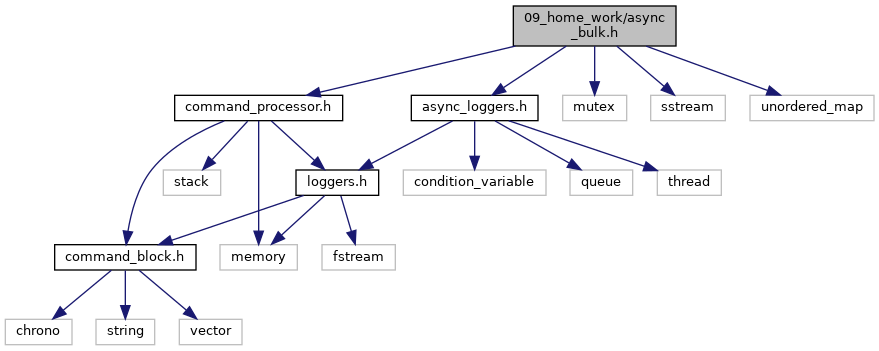 09_home_work/async
_bulk.h
command_processor.h
async_loggers.h
mutex
sstream
unordered_map
stack
loggers.h
condition_variable
queue
thread
command_block.h
memory
fstream
chrono
string
vector